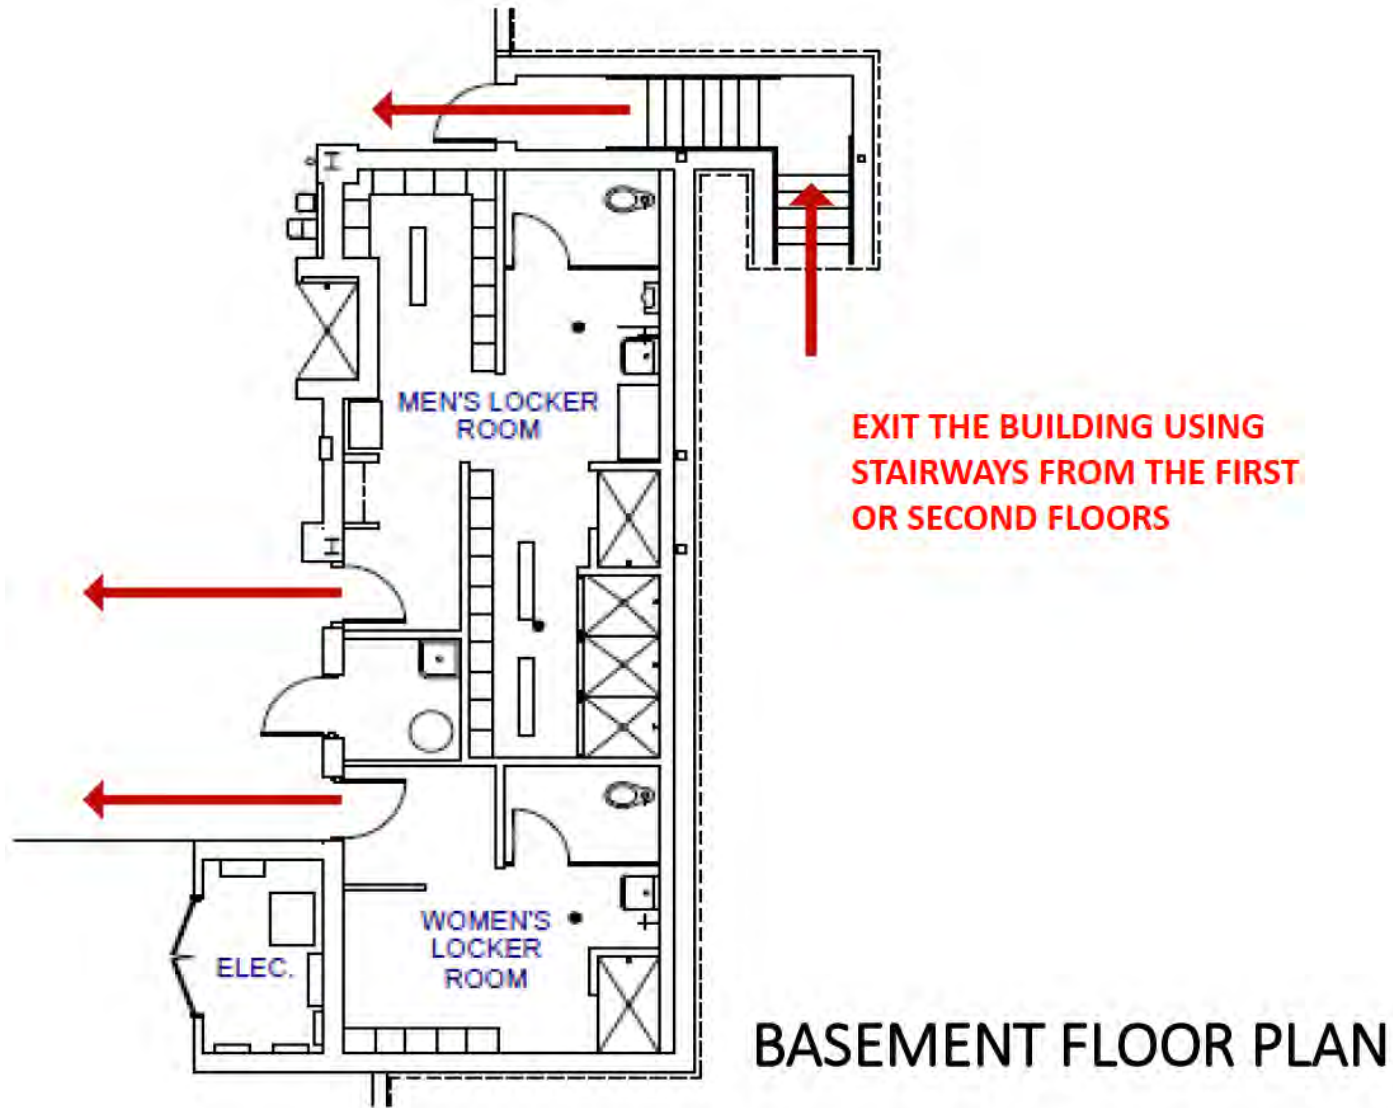 MEN'S LOCKER
ROOM
EXIT THE BUILDING USING
STAIRWAYS FROM THE FIRST
OR SECOND FLOORS
WOMEN'S
LOCKER
ROOM
ELEC.
BASEMENT FLOOR PLAN